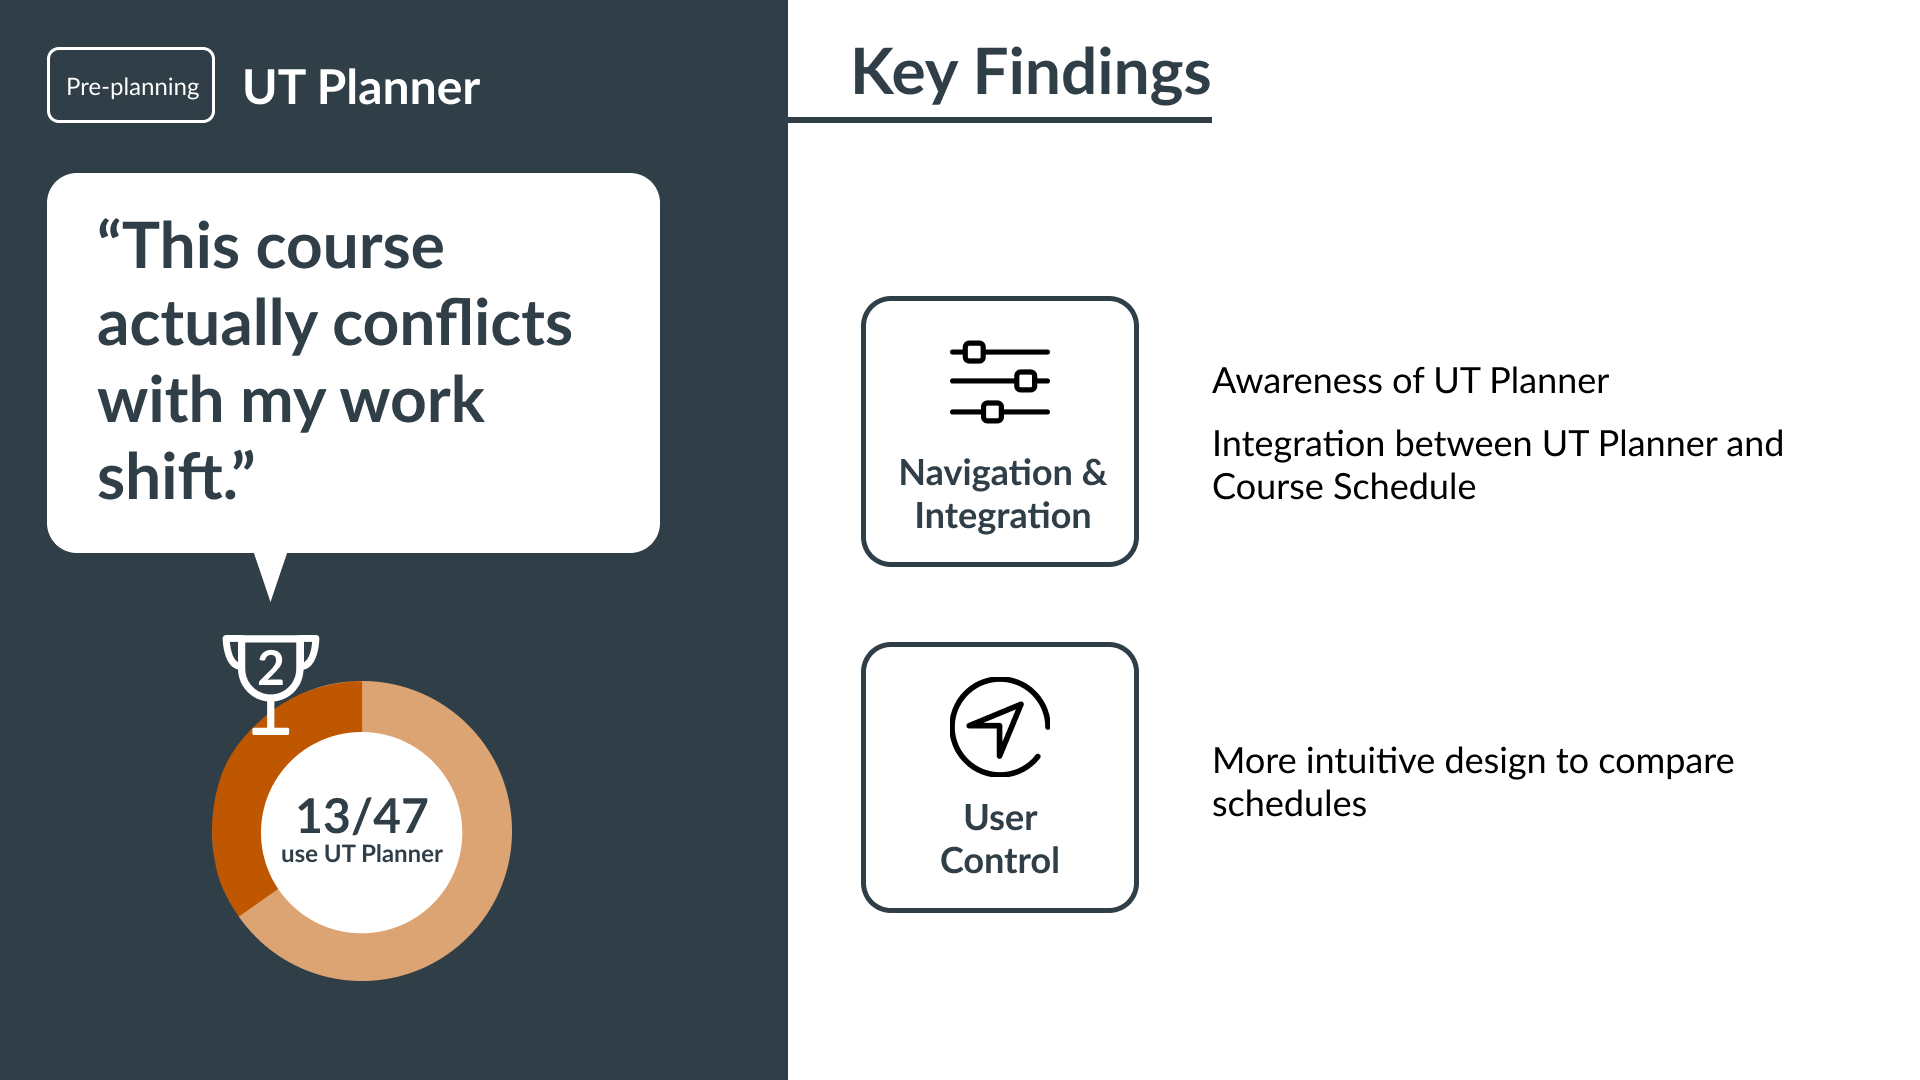 Pre-planning
UT Planner
“This course
actually conflicts
with my work
shift.”
2
13/47
use UT Planner
Key Findings
Navigation &
Integration
Awareness of UT Planner
Integration between UT Planner and
Course Schedule
User
Control
More intuitive design to compare
schedules